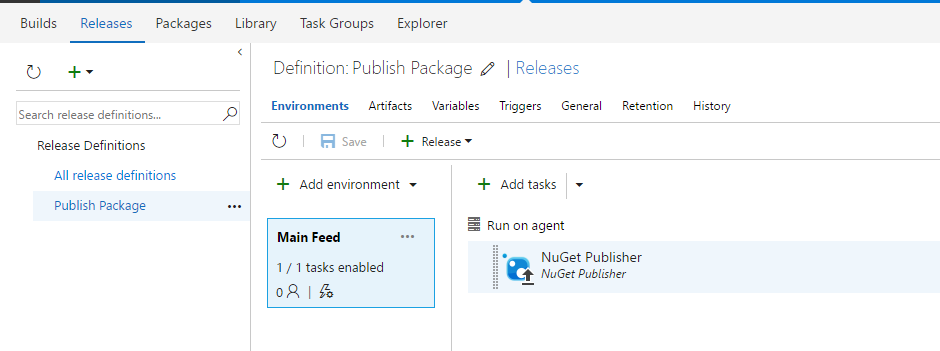 Builds Releases Packages Library Task Groups Explorer
Search release definitions...
Release Definitions
All release definitions
Publish Package
Definition: Publish Package | Releases
Environments Artifacts Variables Triggers General Retention History
Save Release
Add environment
Main Feed
1 / 1 tasks enabled
0 |
Add tasks
Run on agent
NuGet Publisher
NuGet Publisher